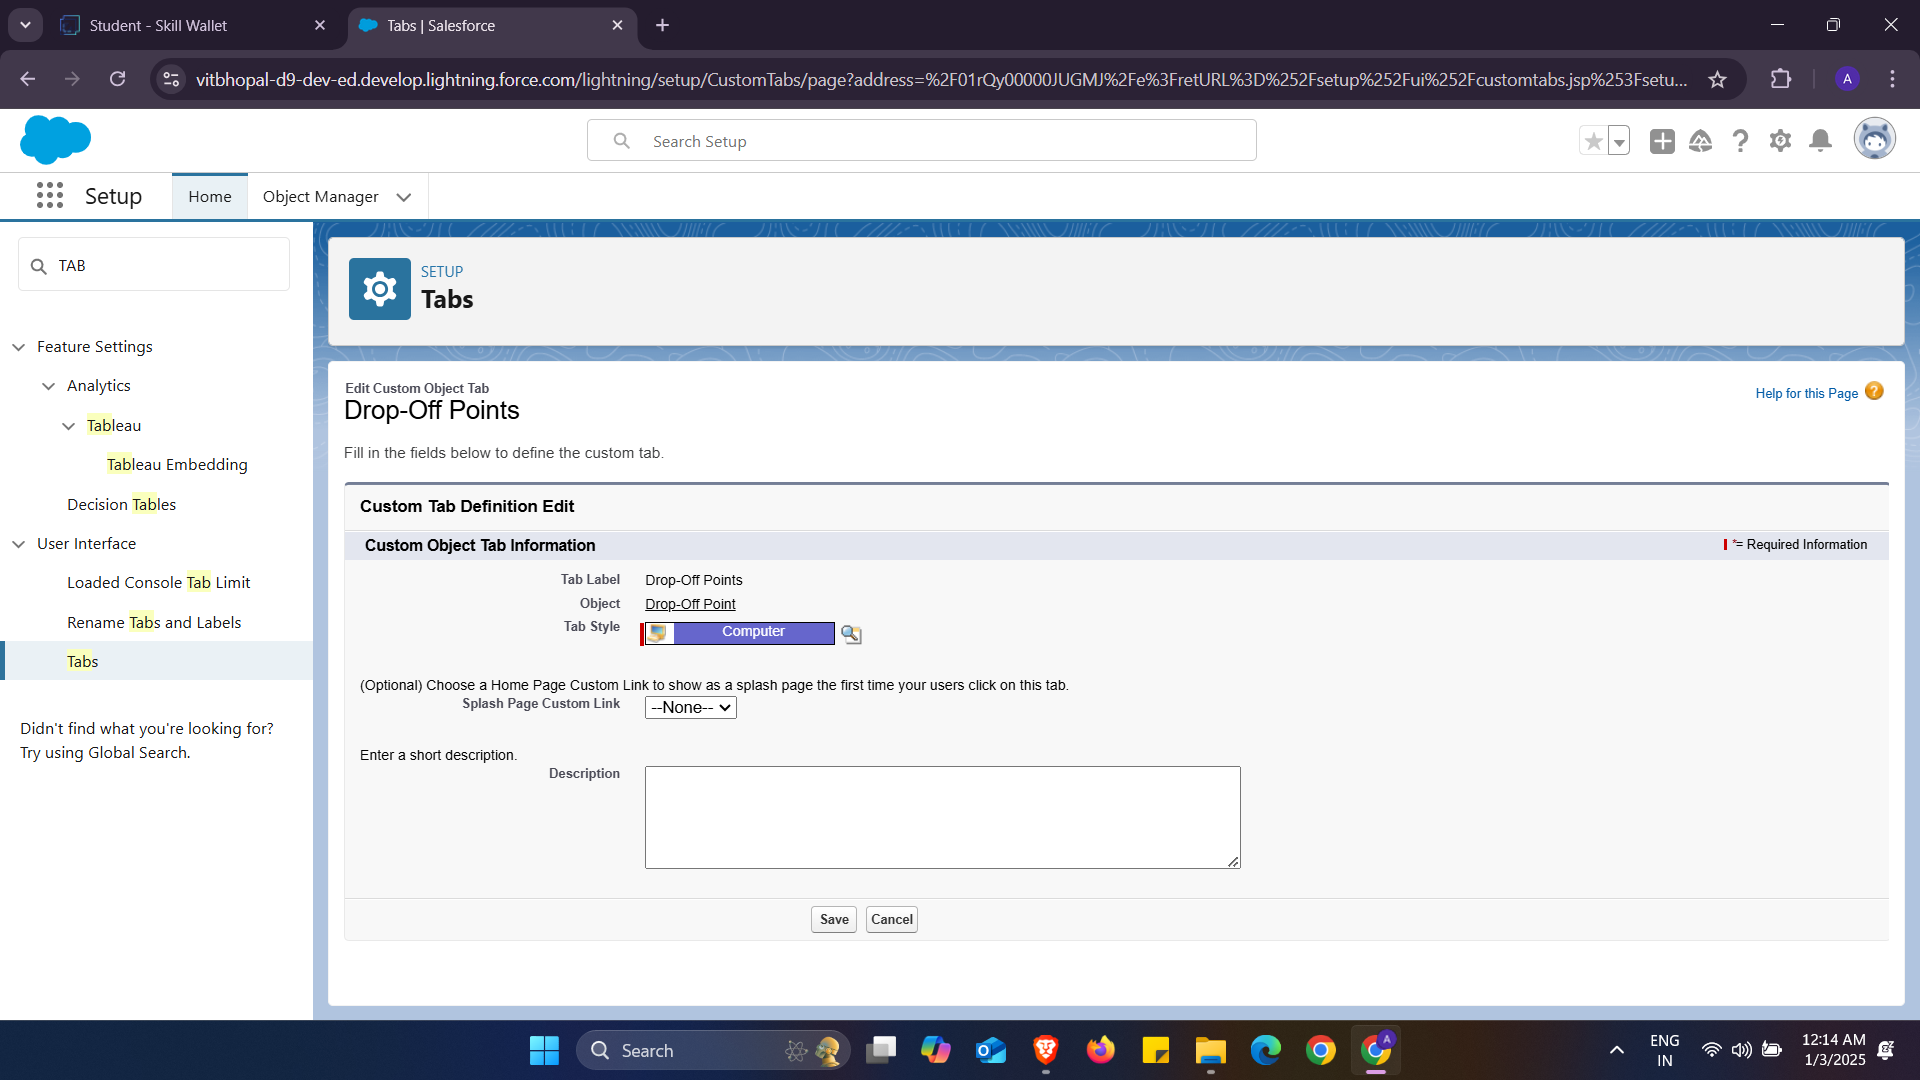 Student - Skill Wallet
Tabs | Salesforce
vitbhopal-d9-dev-ed.develop.lightning.force.com/lightning/setup/CustomTabs/page?address=%2F01rQy00000JUGMJ%2Fe%3FretURL%3D%252Fsetup%252Fui%252Fcustomtabs.jsp%253Fsetu...
A
Search Setup
Setup
Home
Object Manager
TAB
Feature Settings
Analytics
Tableau
Tableau Embedding
Decision Tables
User Interface
Loaded Console Tab Limit
Rename Tabs and Labels
Tabs
Didn't find what you're looking for?
Try using Global Search.
SETUP
Tabs
Edit Custom Object Tab
Drop-Off Points
Help for this Page
Fill in the fields below to define the custom tab.
Custom Tab Definition Edit
Custom Object Tab Information
*= Required Information
Tab Label Drop-Off Points
Object Drop-Off Point
Tab Style Computer
(Optional) Choose a Home Page Custom Link to show as a splash page the first time your users click on this tab.
Splash Page Custom Link --None--
Enter a short description.
Description
Save Cancel
Search
A
ENG
IN
12:14 AM
1/3/2025